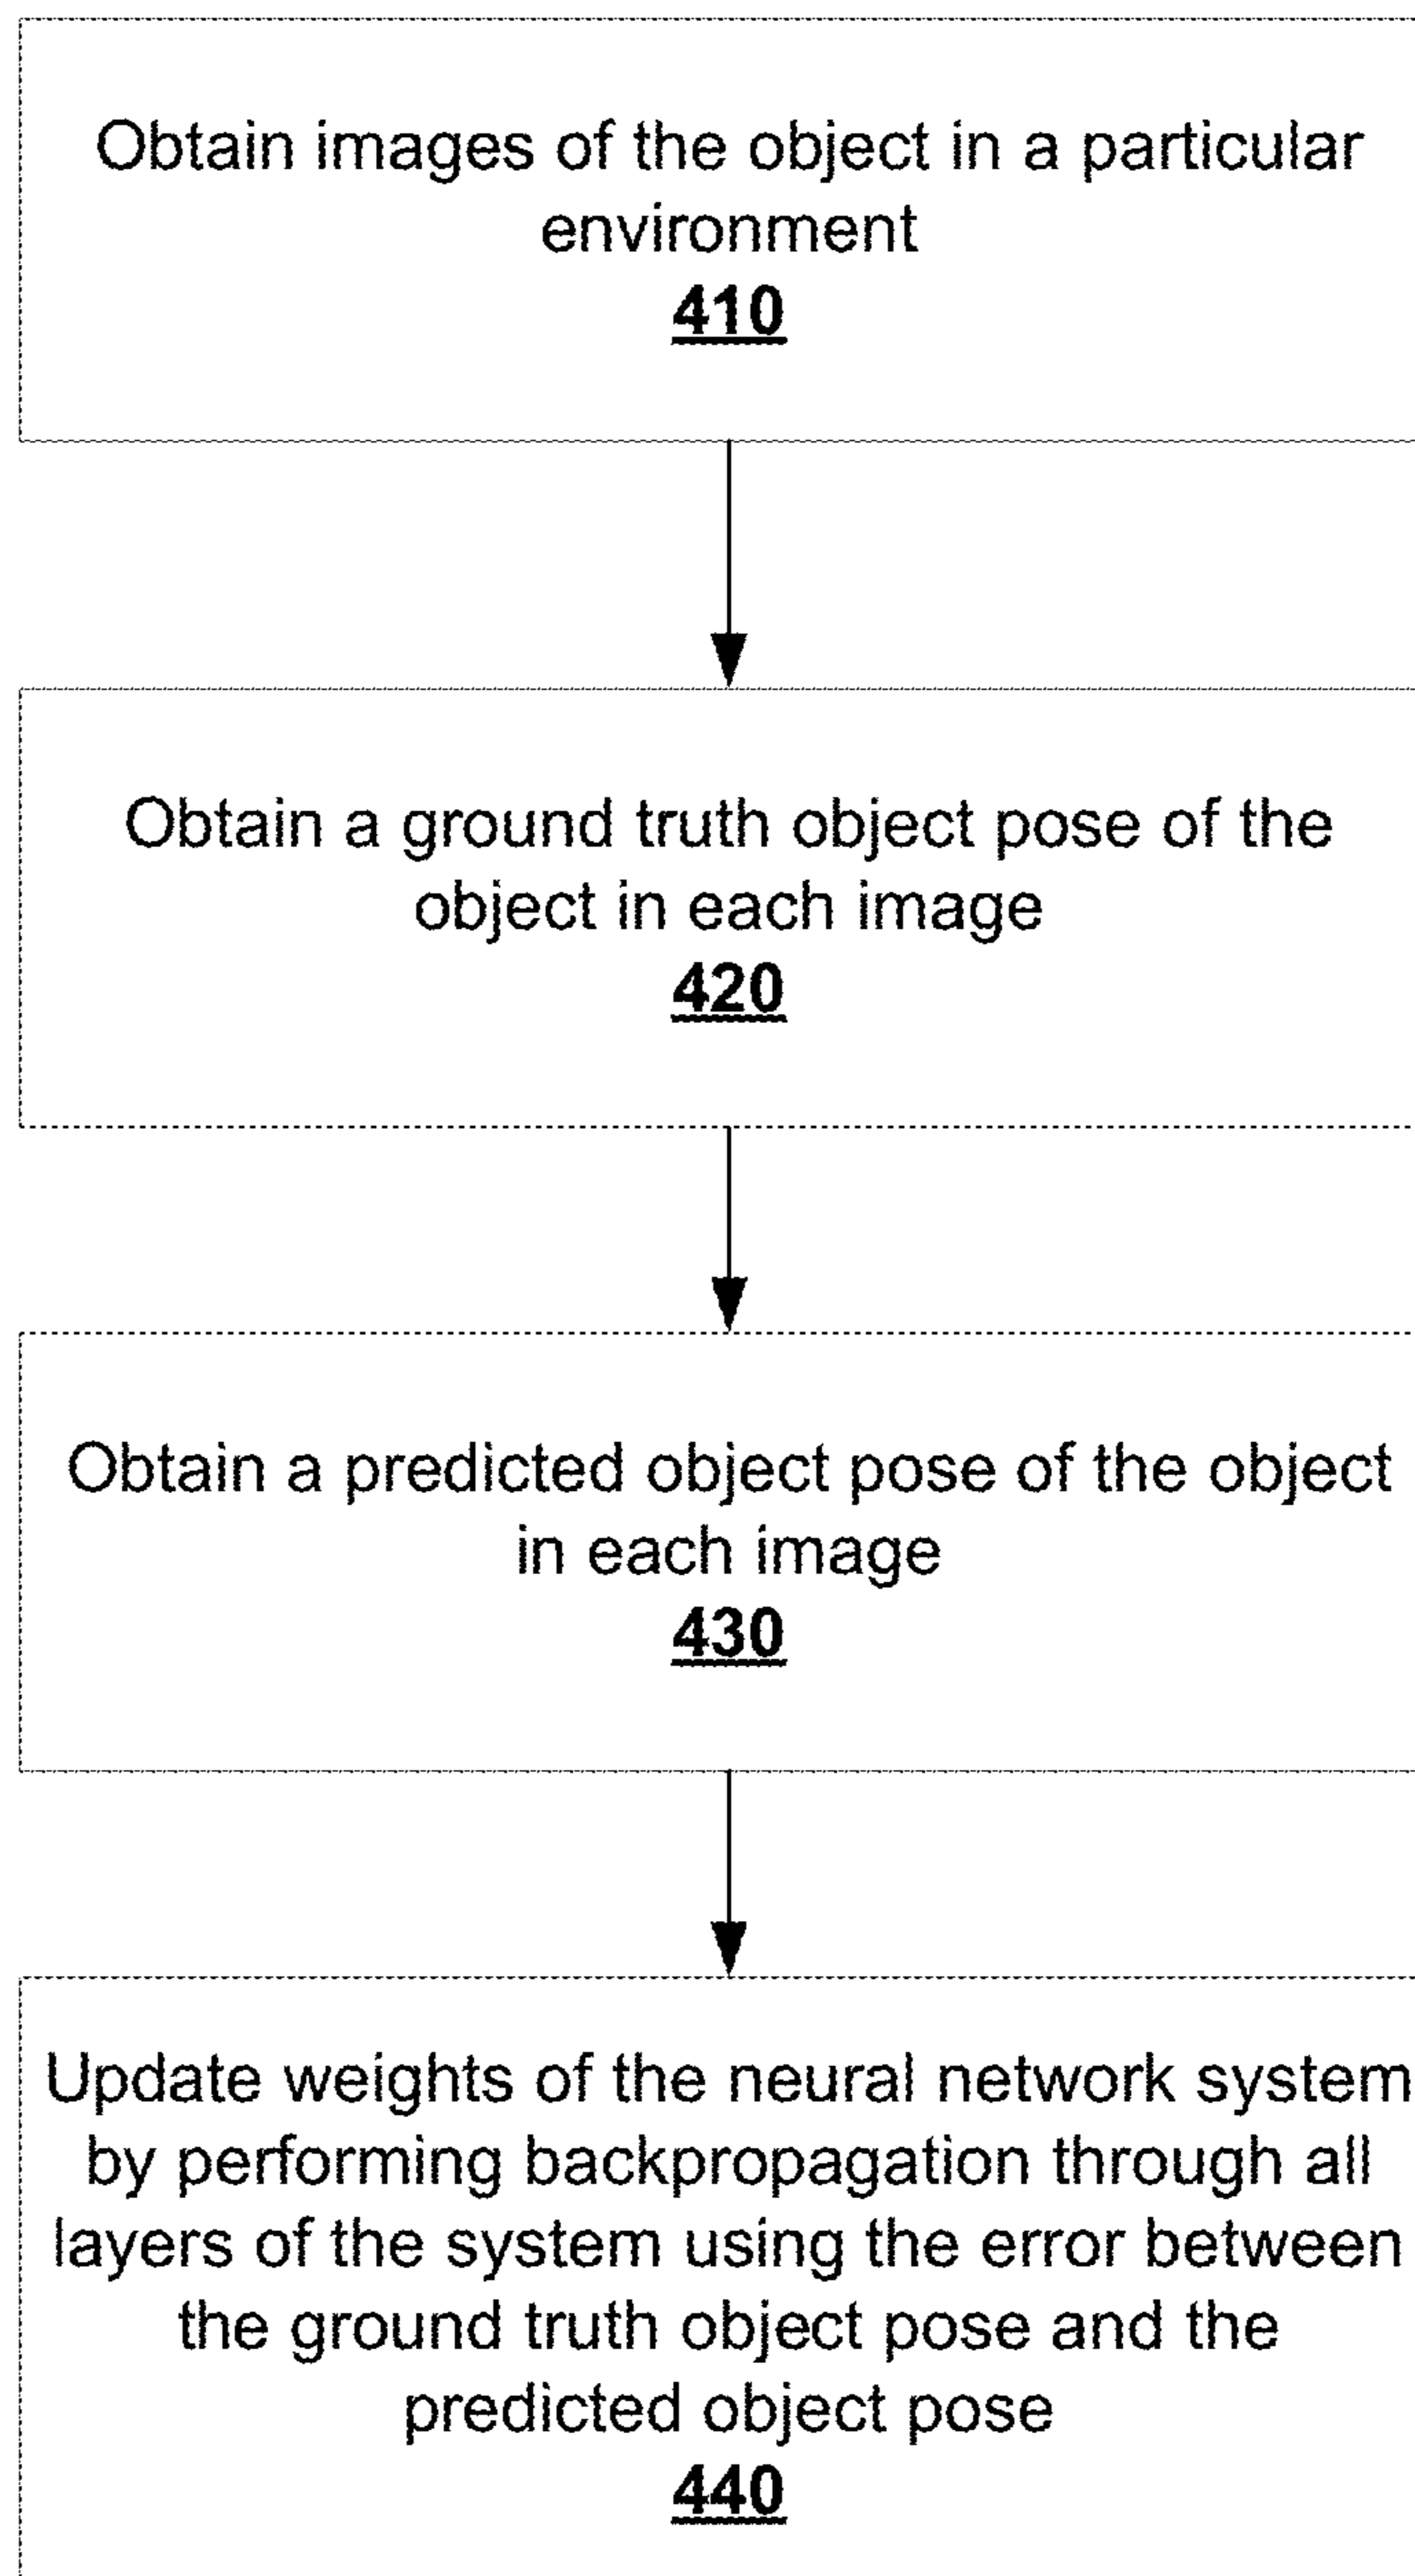 Obtain images of the object in a particular
environment
410
Obtain a ground truth object pose of the
object in each image
420
Obtain a predicted object pose of the object
in each image
430
Update weights of the neural network system
by performing backpropagation through all
layers of the system using the error between
the ground truth object pose and the
predicted object pose
440